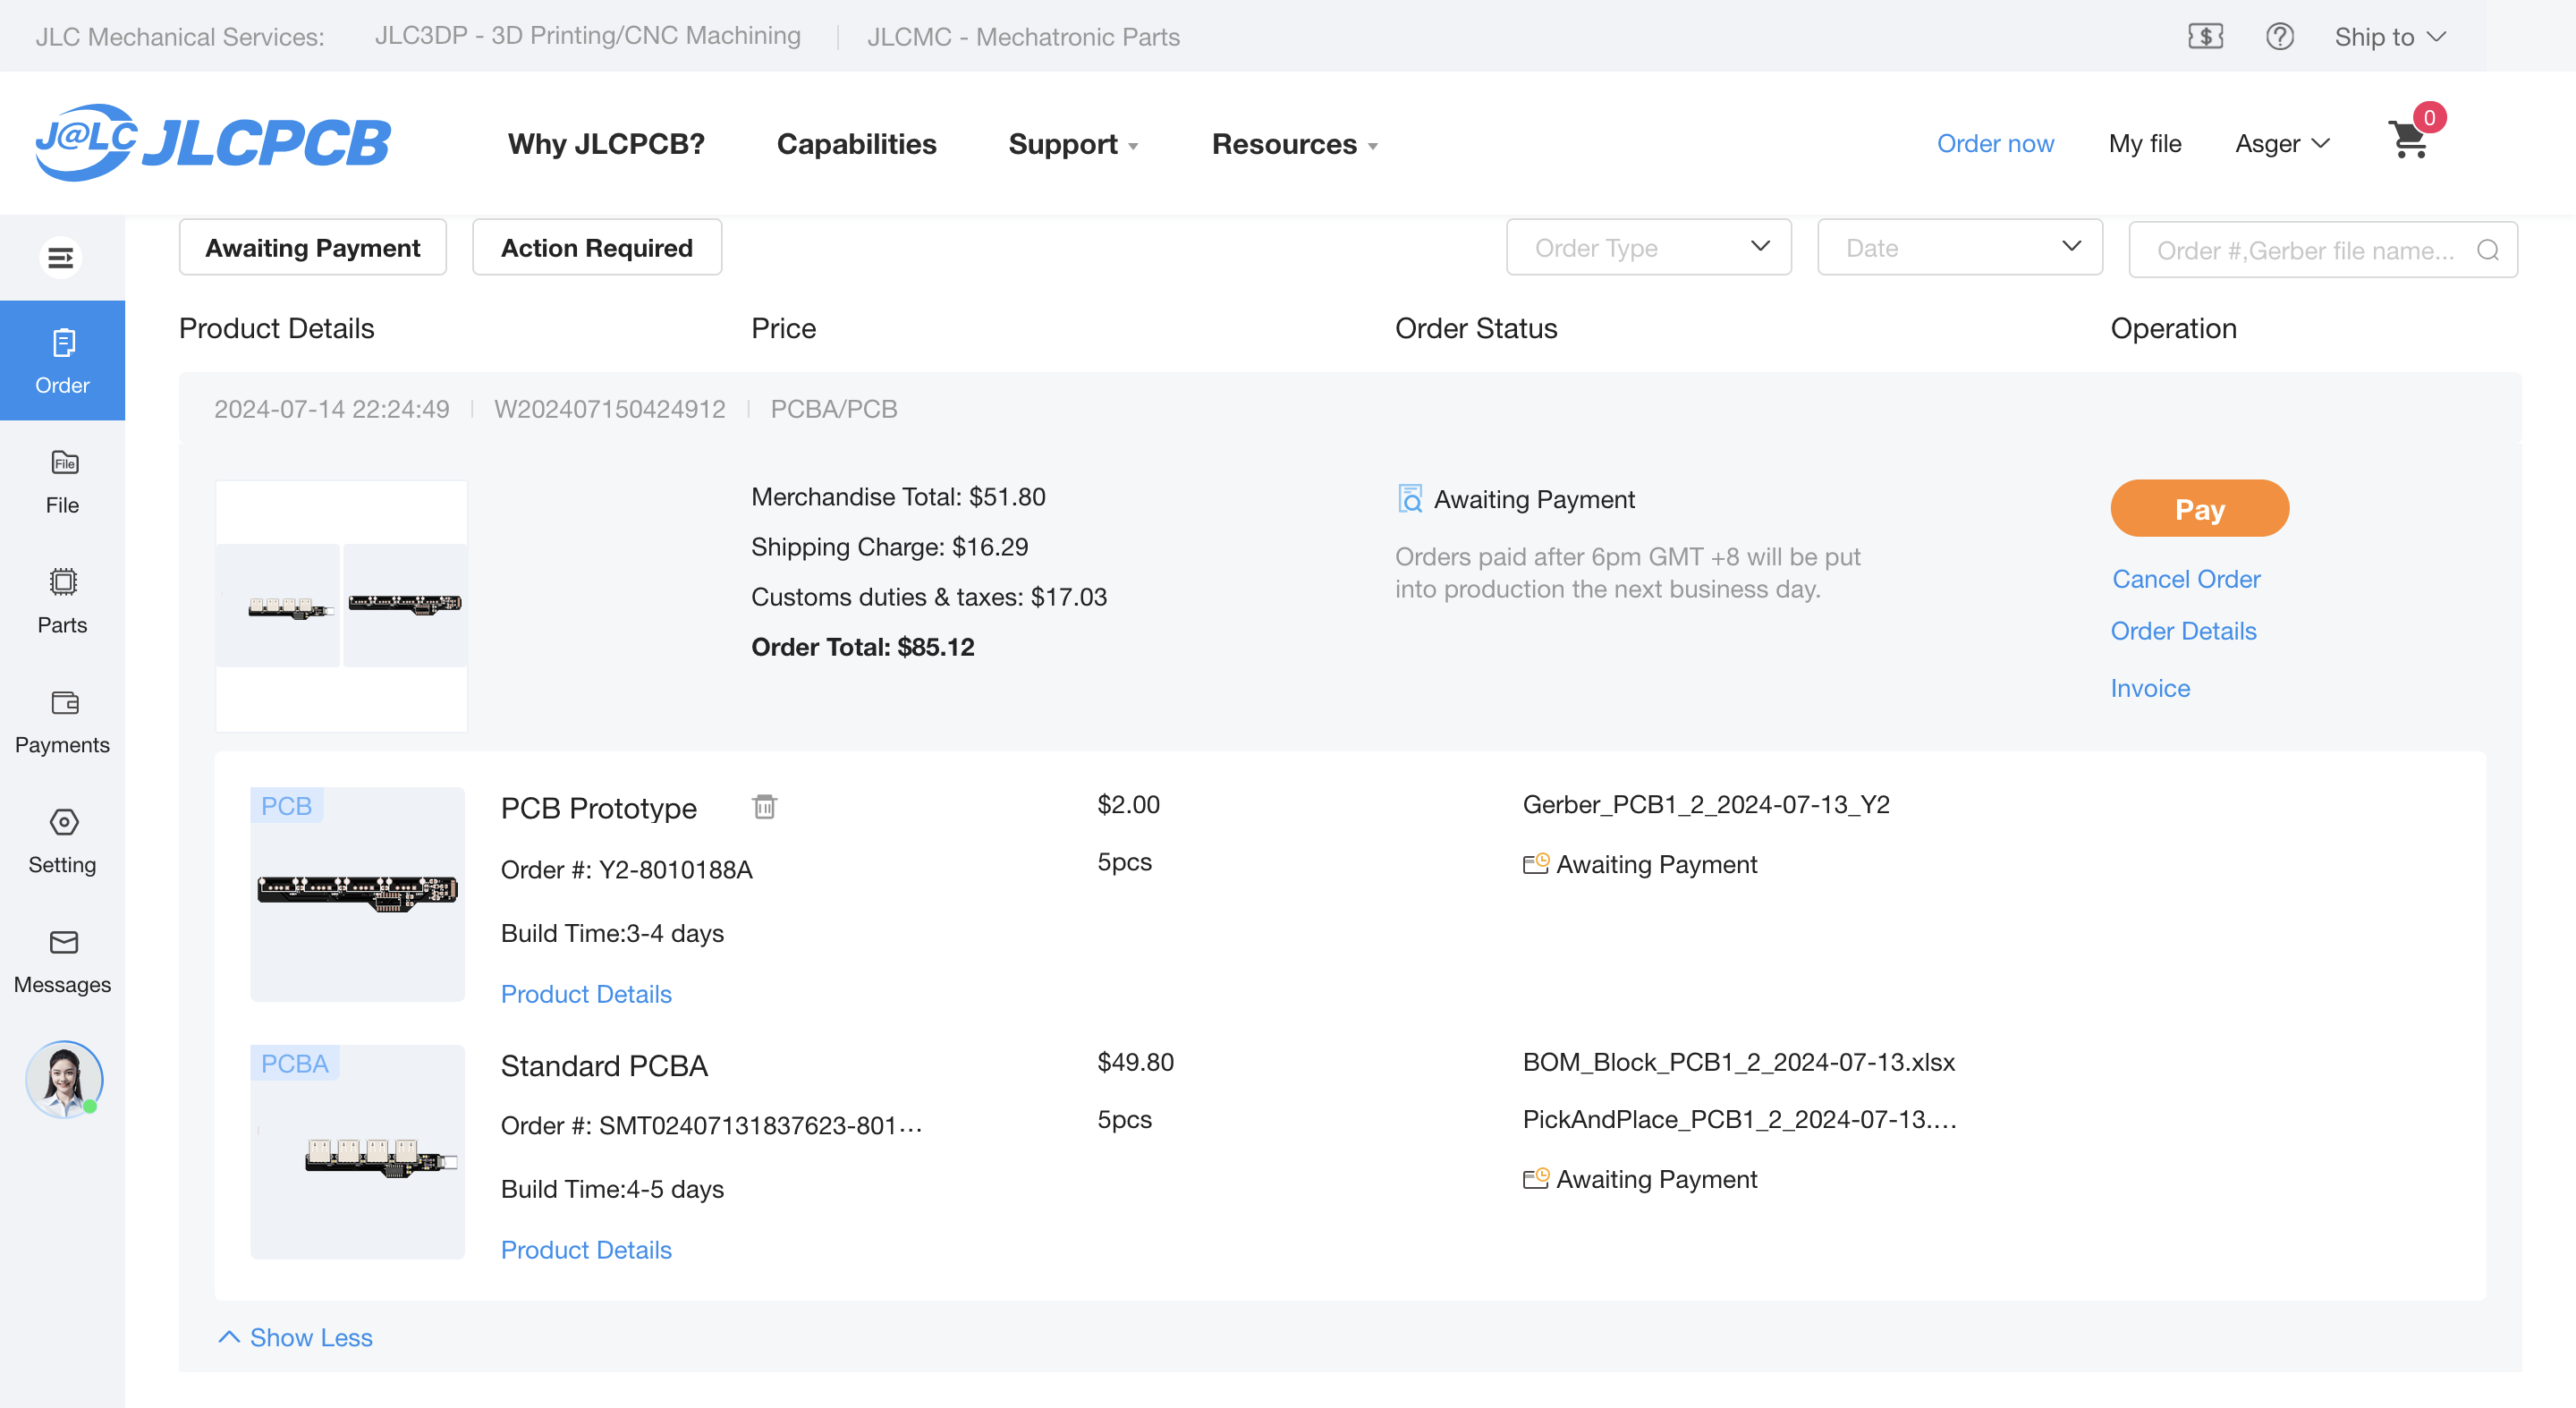 JLC Mechanical Services: JLC3DP - 3D Printing/CNC Machining JLCMC - Mechatronic Parts $ ? Ship to
J@LC JLCPCB Why JLCPCB? Capabilities Support Resources Order now My file Asger 0
Awaiting Payment Action Required Order Type Date Order #,Gerber file name...
Product Details Price Order Status Operation
Order
2024-07-14 22:24:49 W202407150424912 PCBA/PCB
File
File
Parts
Payments
Setting
Messages
Merchandise Total: $51.80
Shipping Charge: $16.29
Customs duties & taxes: $17.03
Order Total: $85.12
Awaiting Payment
Orders paid after 6pm GMT +8 will be put
into production the next business day.
Pay
Cancel Order
Order Details
Invoice
PCB
PCB Prototype
Order #: Y2-8010188A
Build Time:3-4 days
Product Details
$2.00
5pcs
Gerber_PCB1_2_2024-07-13_Y2
Awaiting Payment
PCBA
Standard PCBA
Order #: SMT02407131837623-801...
Build Time:4-5 days
Product Details
$49.80
5pcs
BOM_Block_PCB1_2_2024-07-13.xlsx
PickAndPlace_PCB1_2_2024-07-13....
Awaiting Payment
Show Less